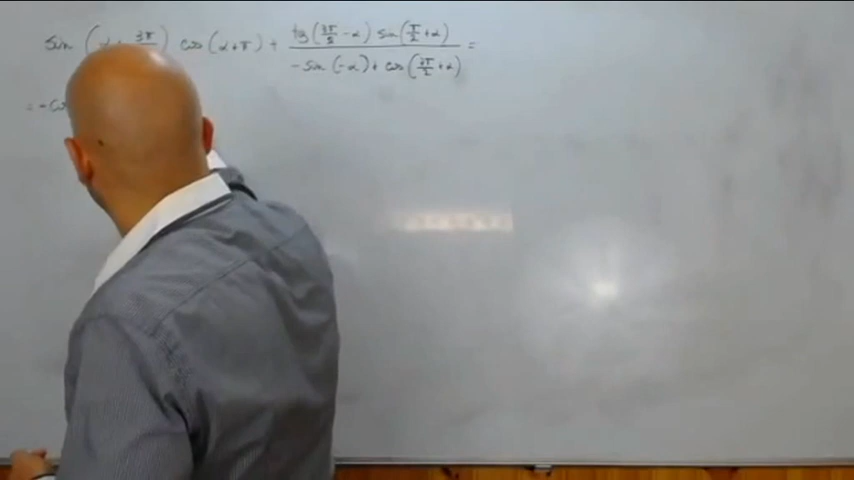 sin (α + 3π/2) cos (α+π) + tg(3π/2 -α) sin(π/2 +α) / -sin (-α) + cos(3π/2 +α) =
= - cos